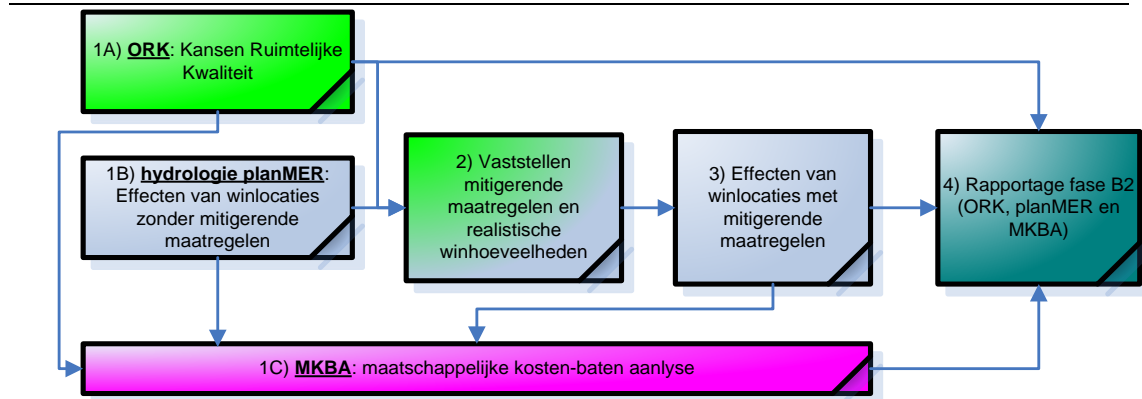 1A) ORK: Kansen Ruimtelijke
Kwaliteit
1B) hydrologie planMER:
Effecten van winlocaties
zonder mitigerende
maatregelen
2) Vaststellen
mitigerende
maatregelen en
realistische
winhoeveelheden
3) Effecten van
winlocaties met
mitigerende
maatregelen
4) Rapportage fase B2
(ORK, planMER en
MKBA)
1C) MKBA: maatschappelijke kosten-baten aanlyse